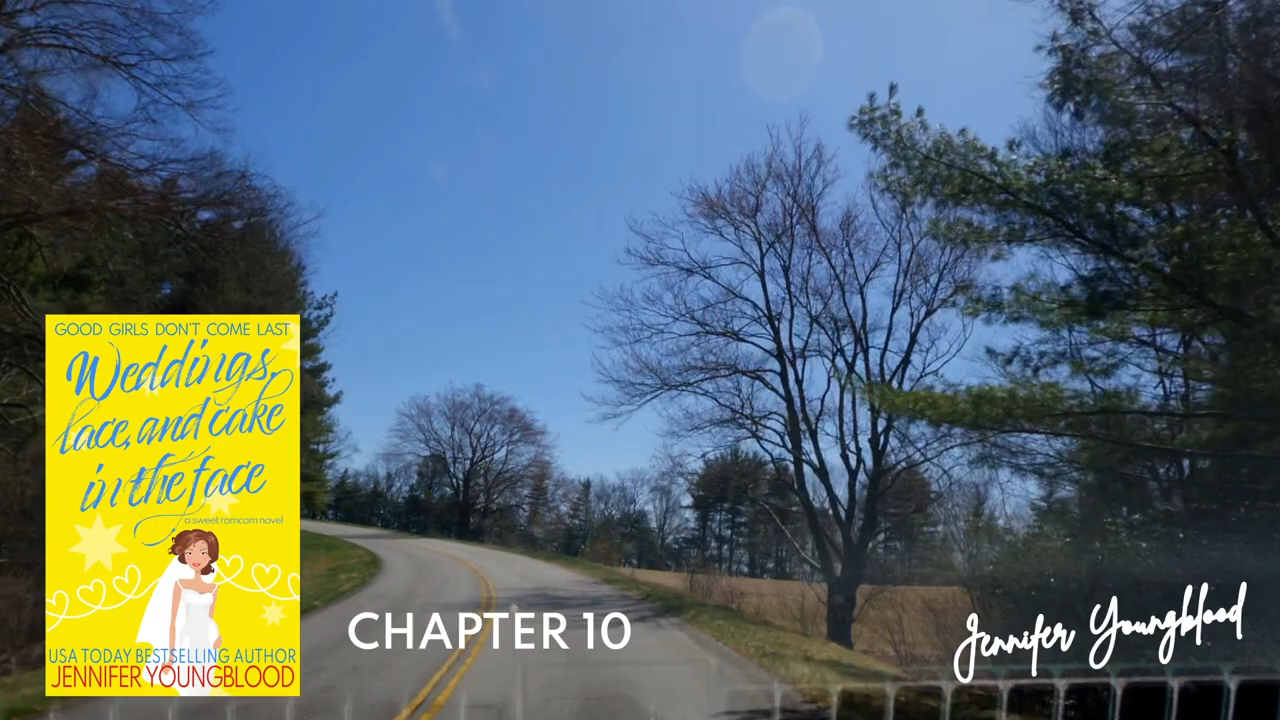 GOOD GIRLS DON'T COME LAST
Weddings,
lace, and cake
in the face
a sweet romcom novel
USA TODAY BESTSELLING AUTHOR
JENNIFER YOUNGBLOOD
CHAPTER 10
Jennifer Youngblood